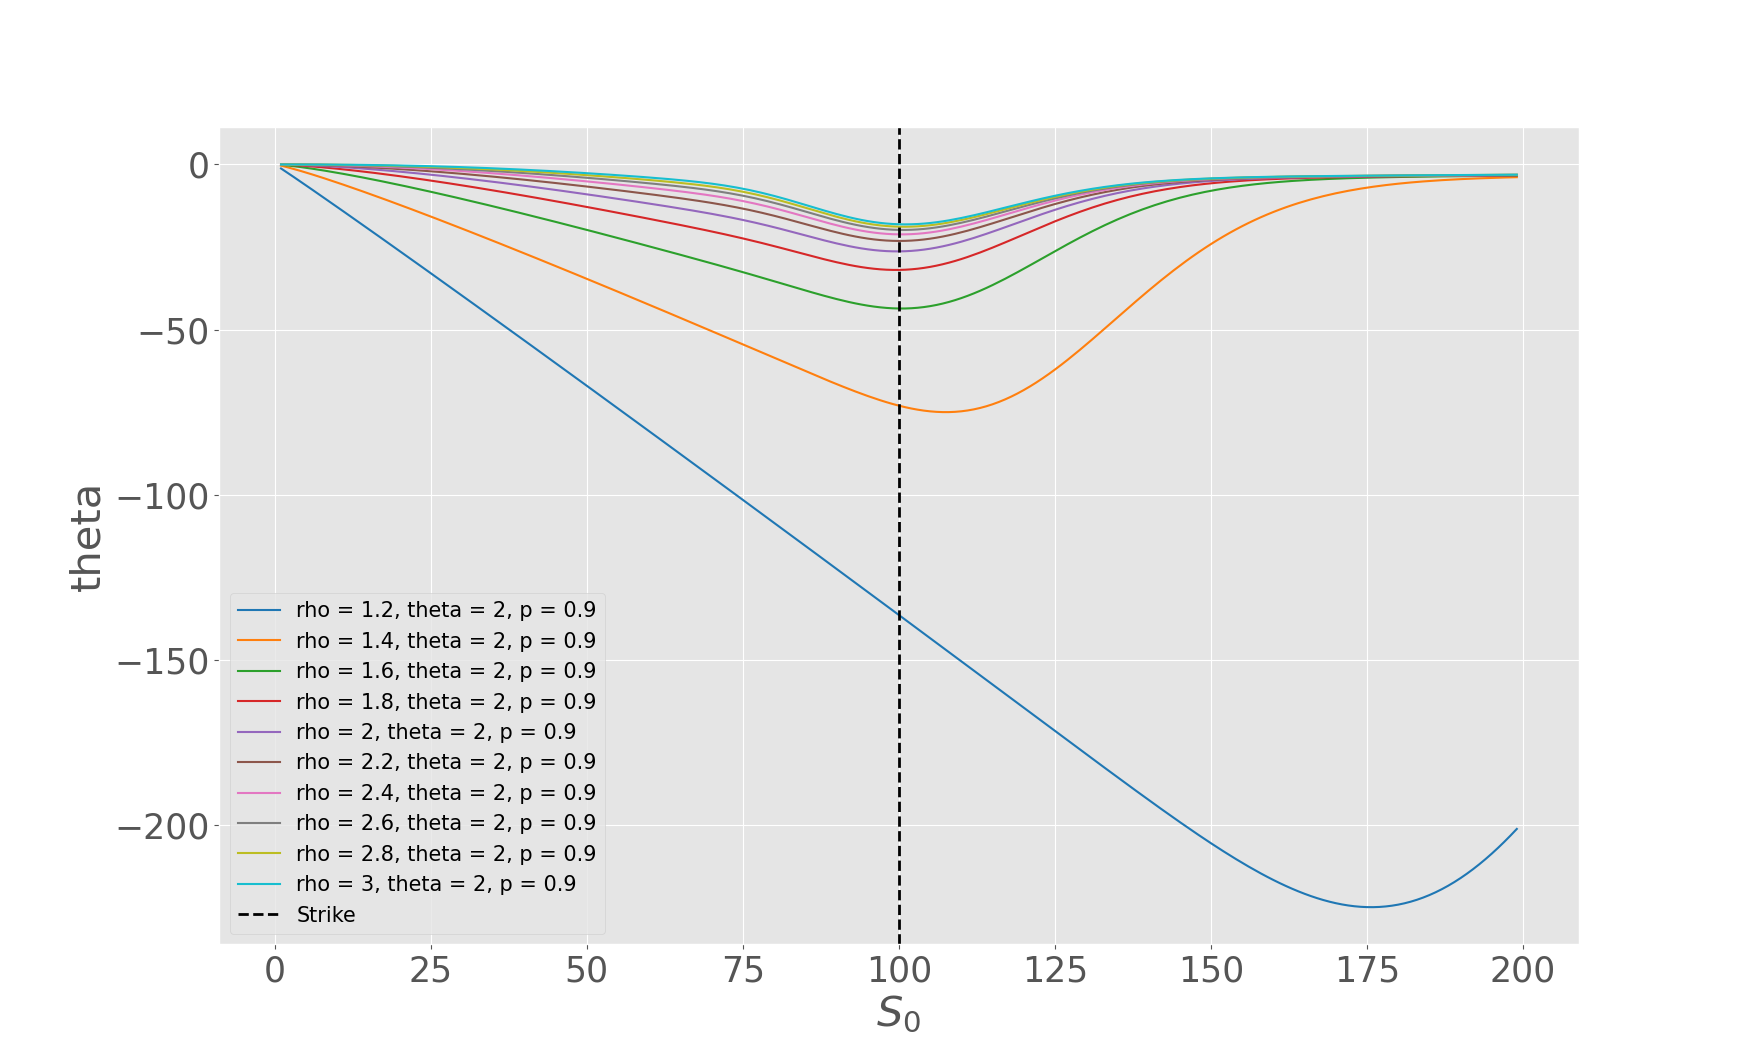 theta
0
−50
−100
−150
−200
rho = 1.2, theta = 2, p = 0.9
rho = 1.4, theta = 2, p = 0.9
rho = 1.6, theta = 2, p = 0.9
rho = 1.8, theta = 2, p = 0.9
rho = 2, theta = 2, p = 0.9
rho = 2.2, theta = 2, p = 0.9
rho = 2.4, theta = 2, p = 0.9
rho = 2.6, theta = 2, p = 0.9
rho = 2.8, theta = 2, p = 0.9
rho = 3, theta = 2, p = 0.9
Strike
0 25 50 75 100 125 150 175 200
S₀